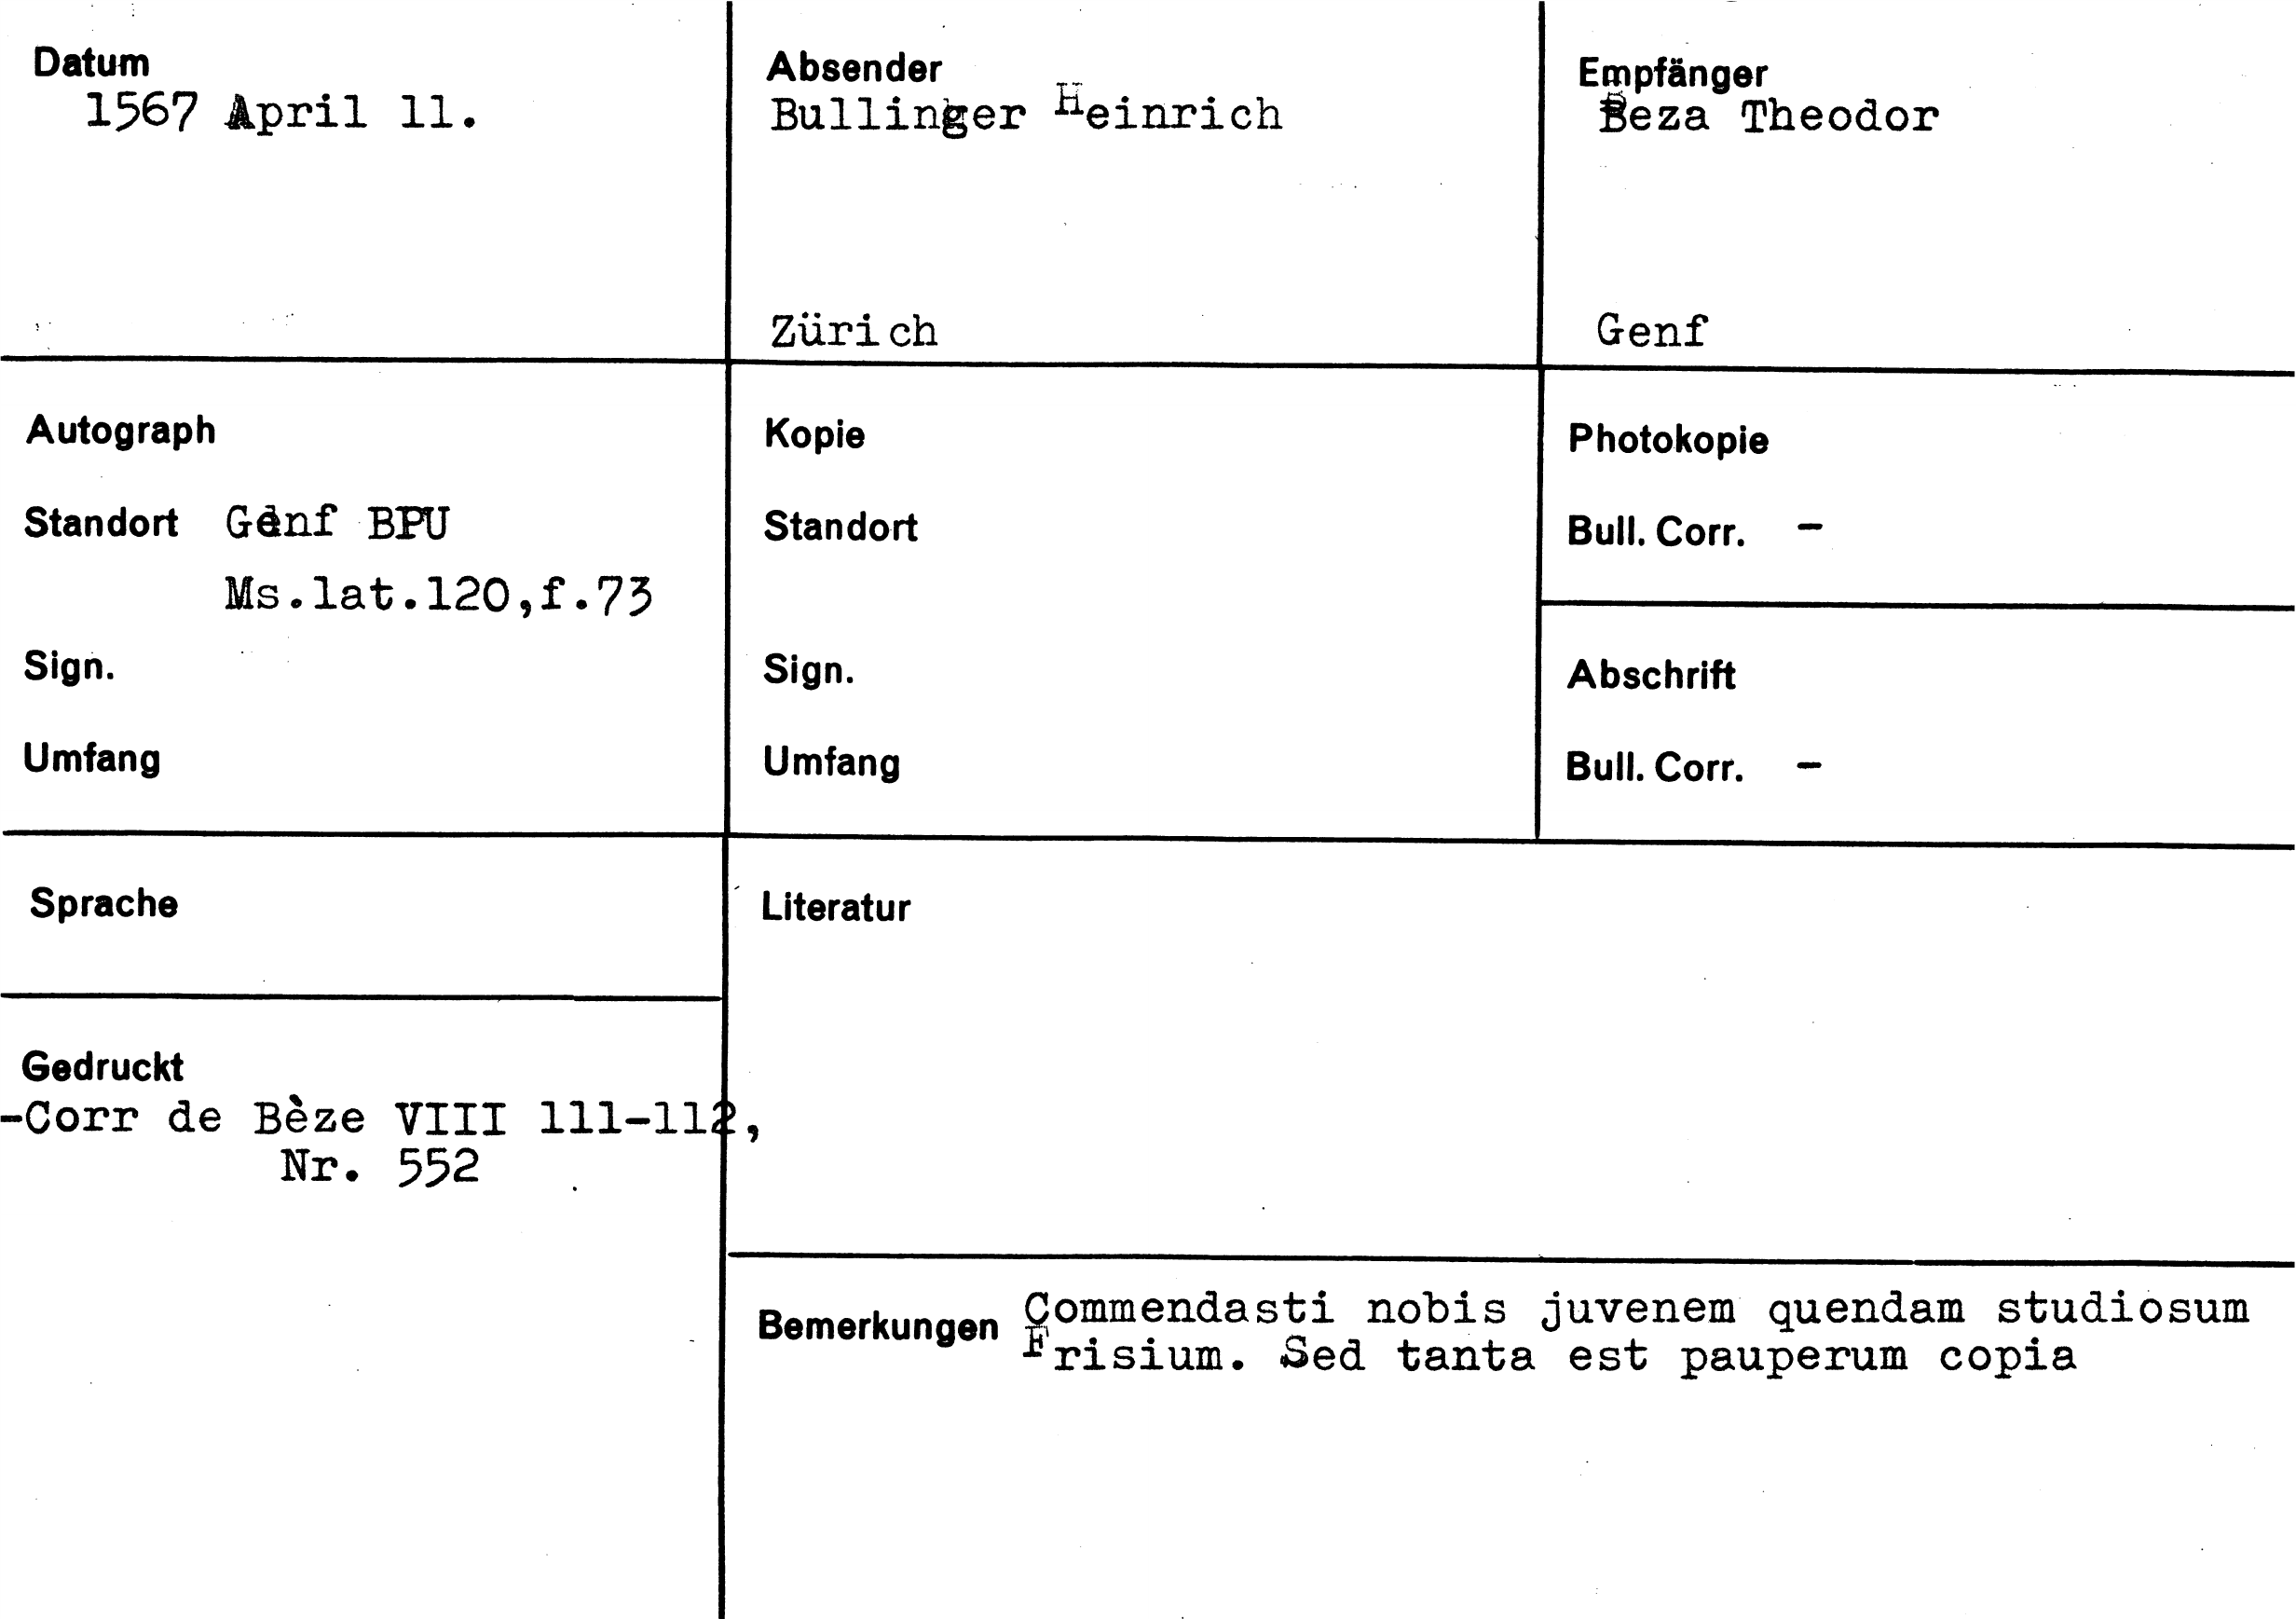 Datum
1567 April 11.
Absender
Bullinger Heinrich
Zürich
Empfänger
Beza Theodor
Genf
Autograph
Standort Genf BPU
Ms.lat.120,f.73
Sign.
Umfang
Kopie
Standort
Sign.
Umfang
Photokopie
Bull. Corr. -
Abschrift
Bull. Corr. -
Sprache
Gedruckt
-Corr de Bèze VIII 111-112,
Nr. 552
Literatur
Bemerkungen Commendasti nobis juvenem quendam studiosum
Frisium. Sed tanta est pauperum copia